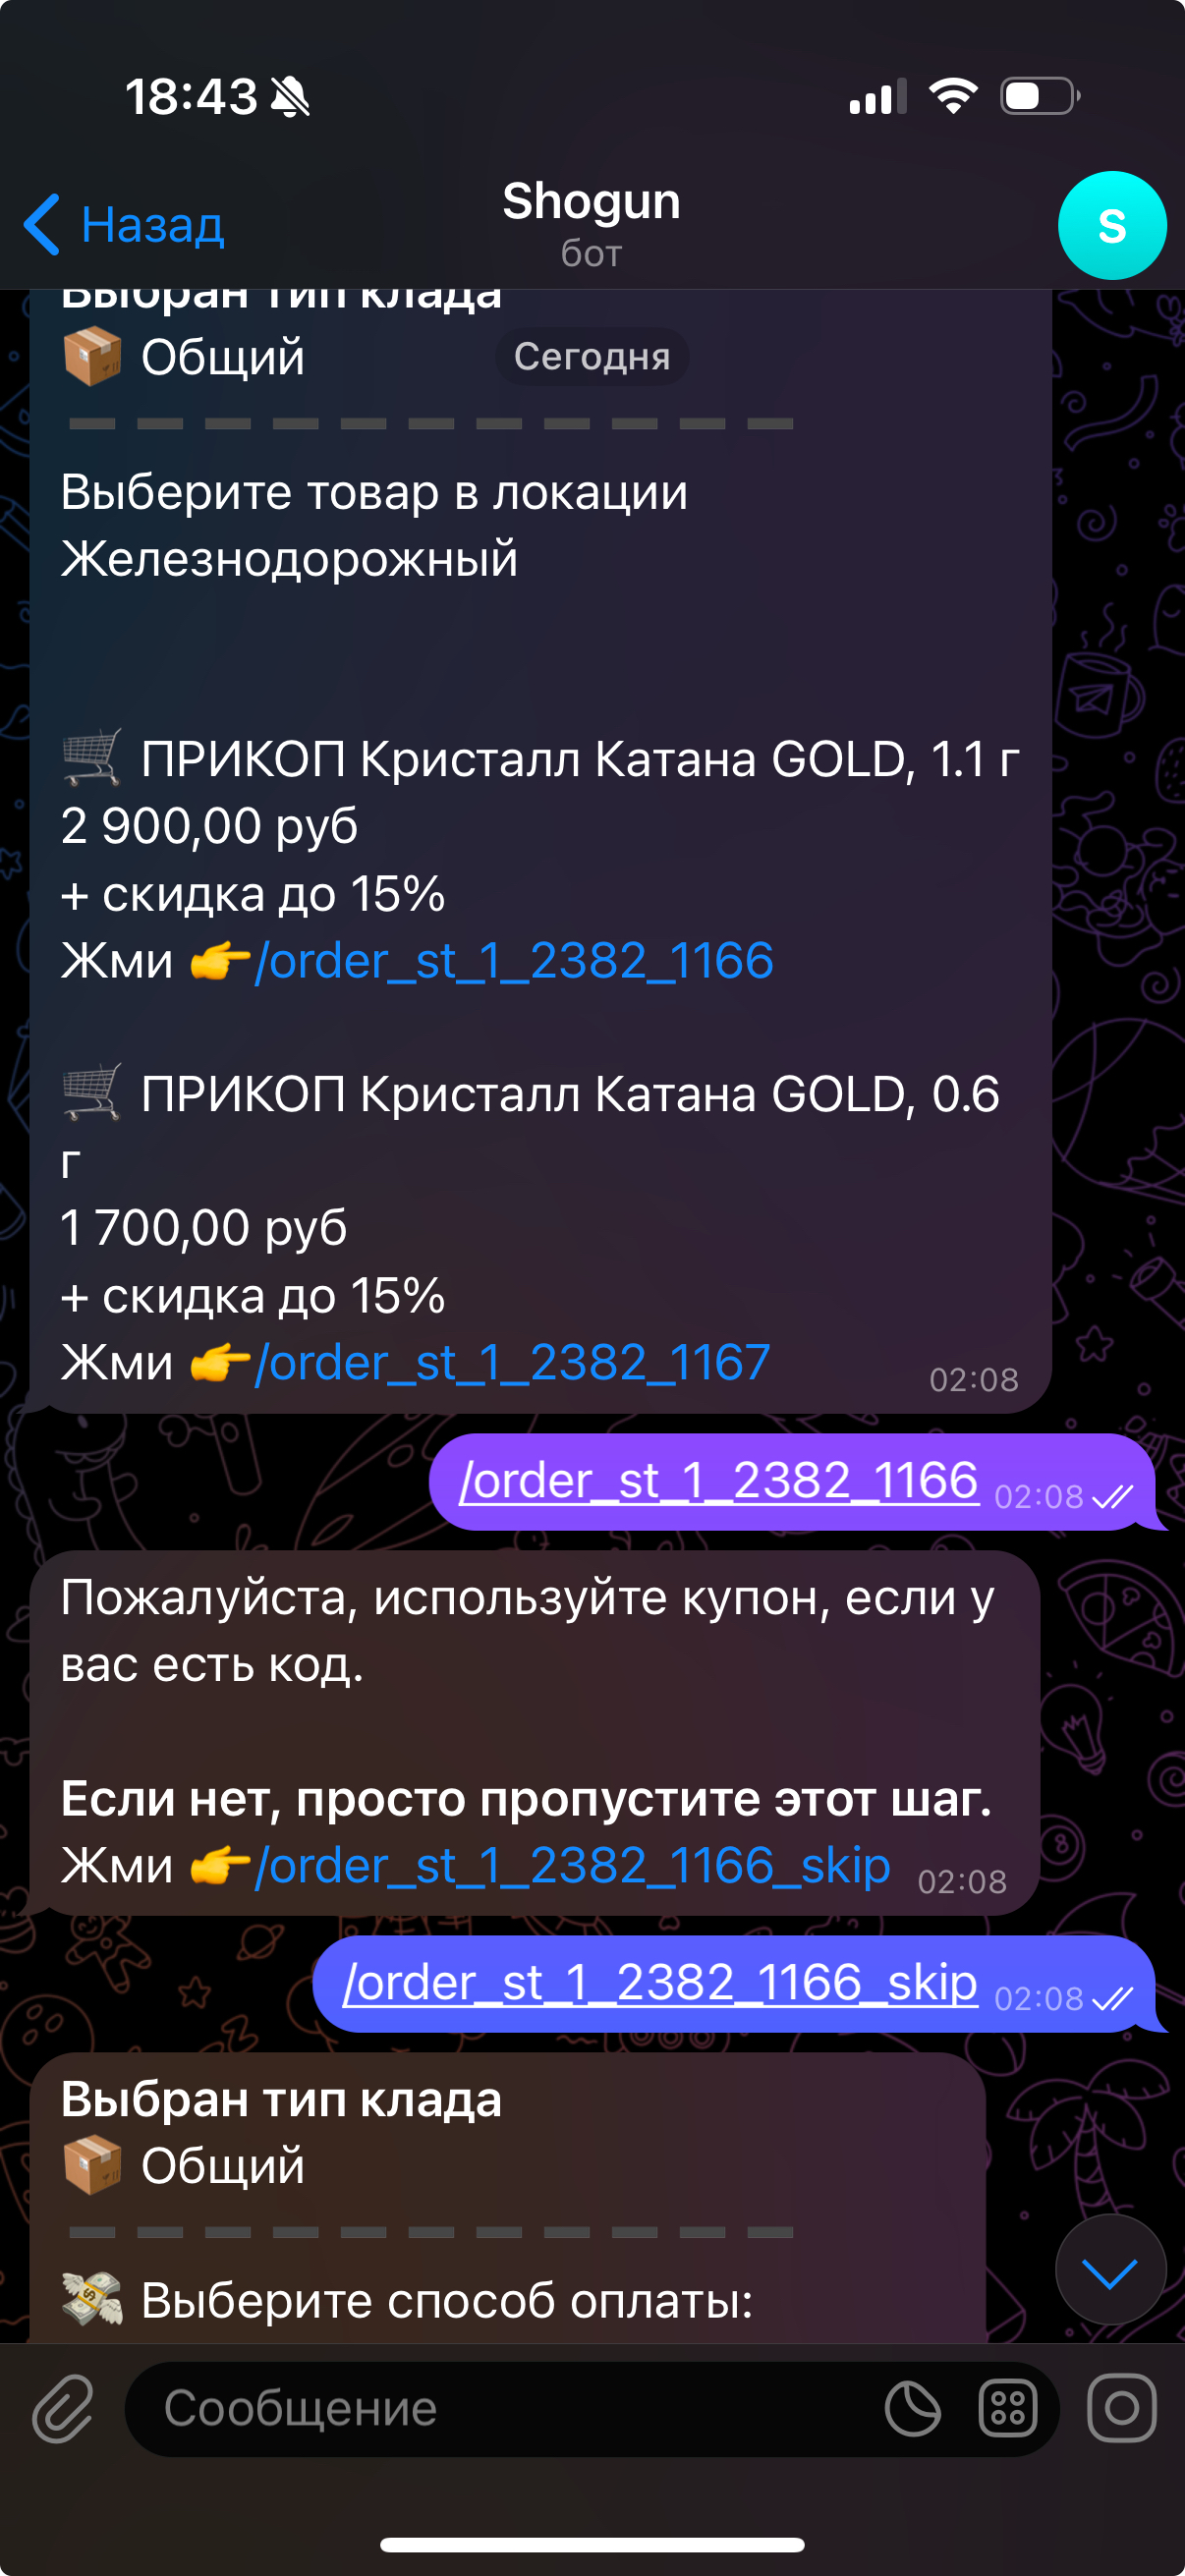 18:43
Назад
Shogun
бот
S
Выбран тип клада
📦 Общий
Сегодня
Выберите товар в локации
Железнодорожный
🛒 ПРИКОП Кристалл Катана GOLD, 1.1 г
2 900,00 руб
+ скидка до 15%
Жми 👉/order_st_1_2382_1166
🛒 ПРИКОП Кристалл Катана GOLD, 0.6
г
1 700,00 руб
+ скидка до 15%
Жми 👉/order_st_1_2382_1167
02:08
/order_st_1_2382_1166 02:08
Пожалуйста, используйте купон, если у
вас есть код.
Если нет, просто пропустите этот шаг.
Жми 👉/order_st_1_2382_1166_skip 02:08
/order_st_1_2382_1166_skip 02:08
Выбран тип клада
📦 Общий
💸 Выберите способ оплаты:
Сообщение